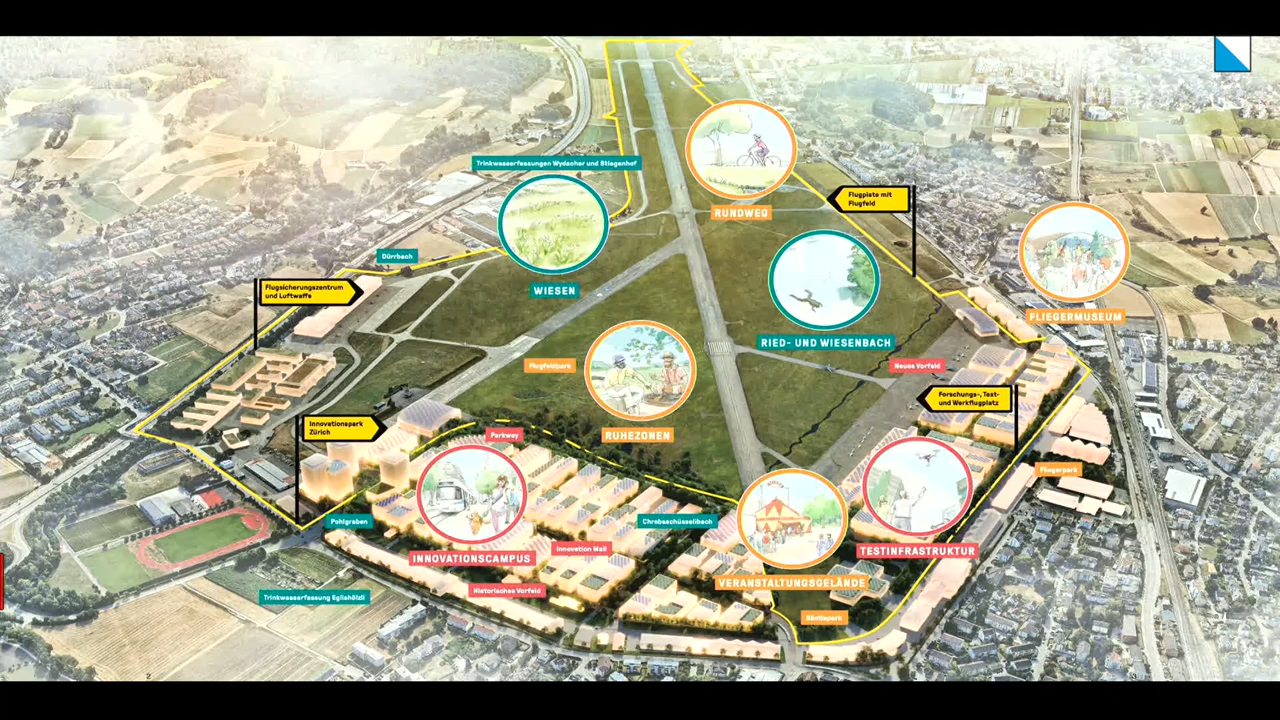 Trinkwasserfassungen Wydacher und Stiegenhof
RUNDWEG
Flugpiste mit
Flugfeld
Dürrbach
WIESEN
Flugsicherungszentrum
und Luftwaffe
FLIEGERMUSEUM
RIED- UND WIESENBACH
Flugfeldpark
Neues Vorfeld
Forschungs-, Test-
und Werkflugplatz
Innovationspark
Zürich
Parkway
RUHEZONEN
Fliegerpark
Pohlgraben
Chrebsschüsselibach
INNOVATIONSCAMPUS
Innovation Mall
TESTINFRASTRUKTUR
VERANSTALTUNGSGELÄNDE
Historisches Vorfeld
Trinkwasserfassung Eglishölzli
Säntispark